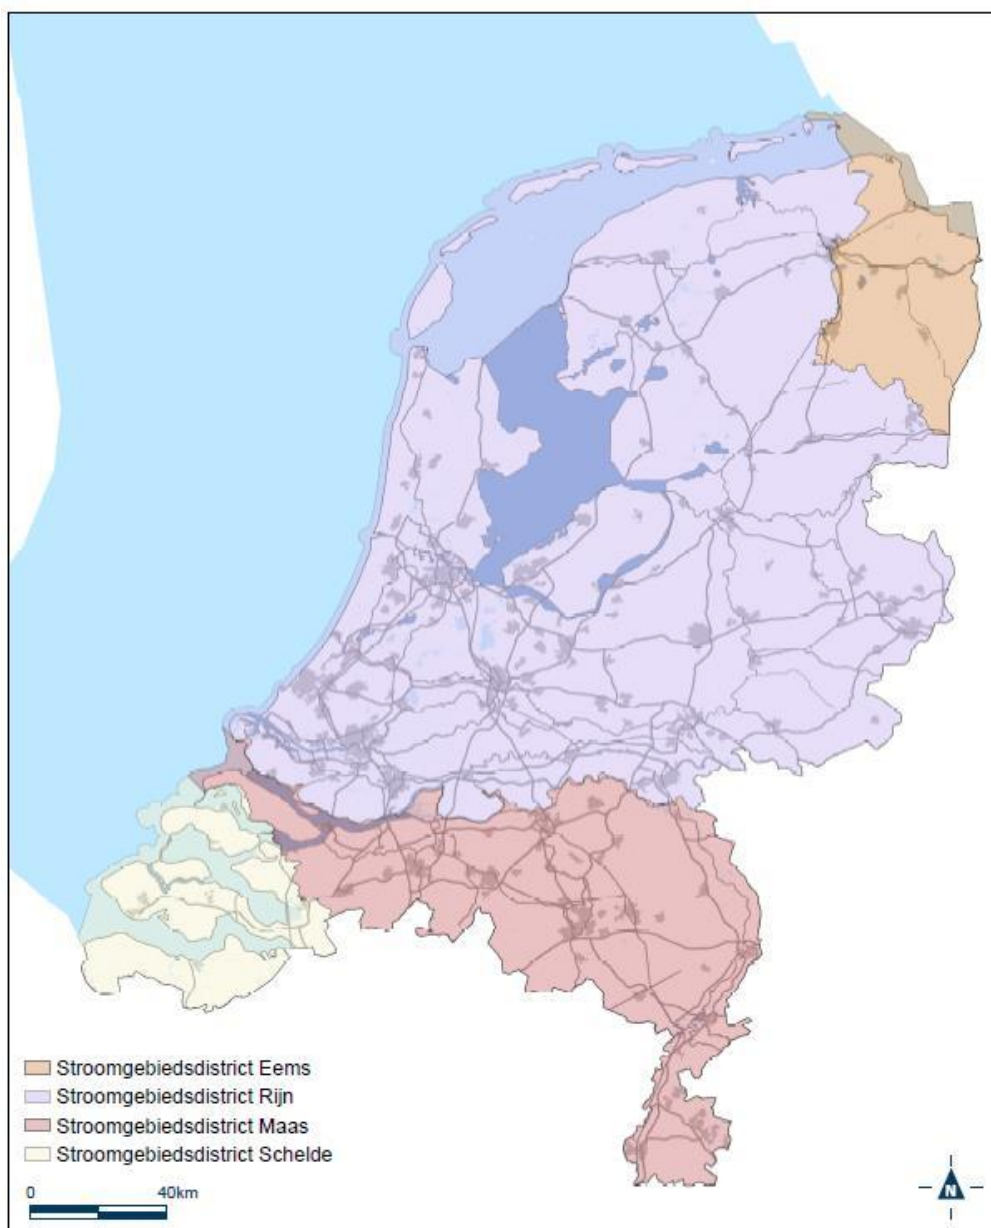 Stroomgebiedsdistrict Eems
Stroomgebiedsdistrict Rijn
Stroomgebiedsdistrict Maas
Stroomgebiedsdistrict Schelde
0 40km
N